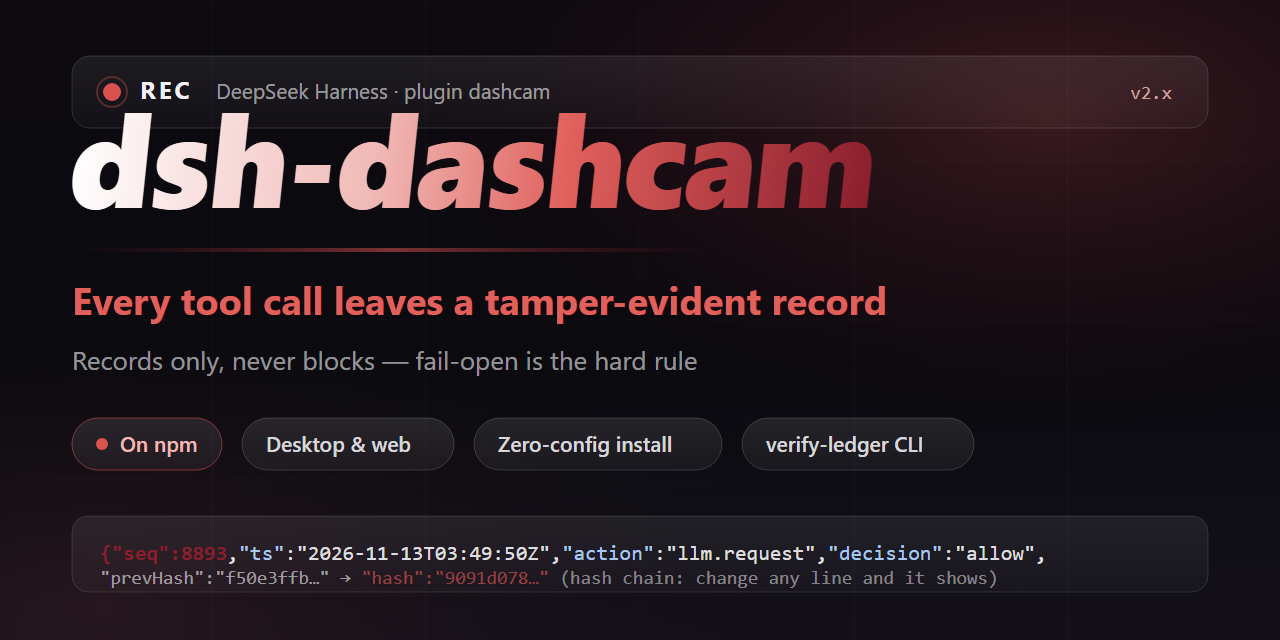 REC DeepSeek Harness · plugin dashcam v2.x
dsh-dashcam
Every tool call leaves a tamper-evident record
Records only, never blocks — fail-open is the hard rule
On npm Desktop & web Zero-config install verify-ledger CLI
{"seq":8893,"ts":"2026-11-13T03:49:50Z","action":"llm.request","decision":"allow",
"prevHash":"f50e3ffb…" → "hash":"9091d078…" (hash chain: change any line and it shows)